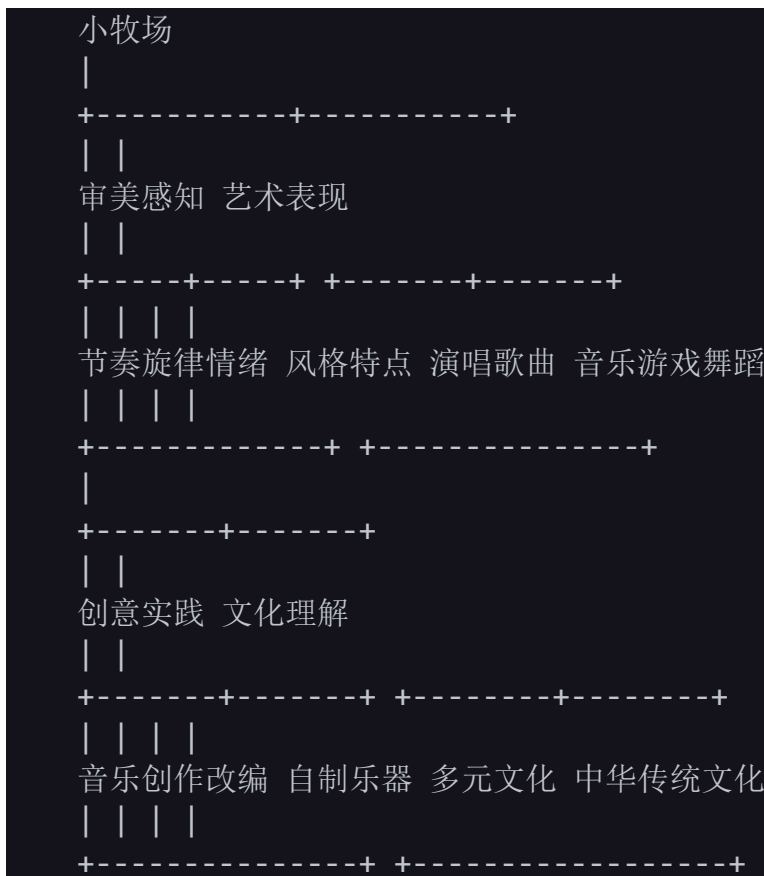 小牧场
|
+-----------+-----------+
| |
审美感知 艺术表现
| |
+-----+-----+ +-------+-------+
| | | |
节奏旋律情绪 风格特点 演唱歌曲 音乐游戏舞蹈
| | | |
+-------------+ +---------------+
|
+-------+-------+
| |
创意实践 文化理解
| |
+-------+-------+ +--------+--------+
| | | |
音乐创作改编 自制乐器 多元文化 中华传统文化
| | | |
+---------------+ +------------------+